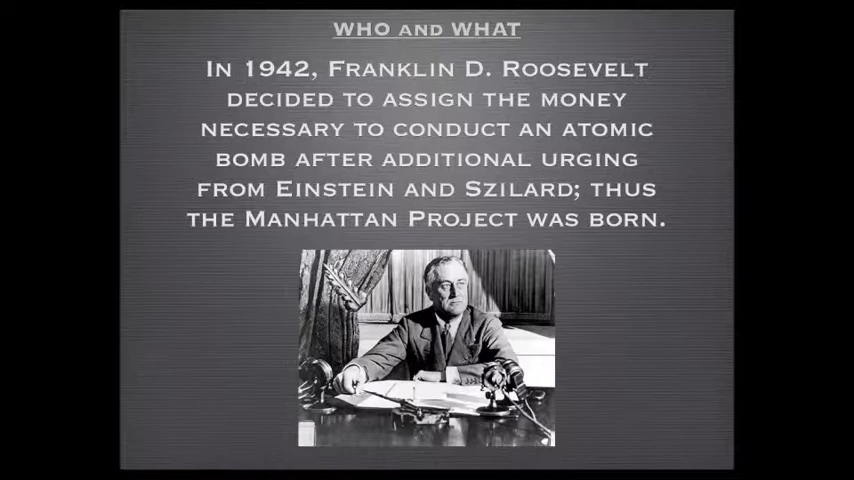 WHO AND WHAT
IN 1942, FRANKLIN D. ROOSEVELT
DECIDED TO ASSIGN THE MONEY
NECESSARY TO CONDUCT AN ATOMIC
BOMB AFTER ADDITIONAL URGING
FROM EINSTEIN AND SZILARD; THUS
THE MANHATTAN PROJECT WAS BORN.